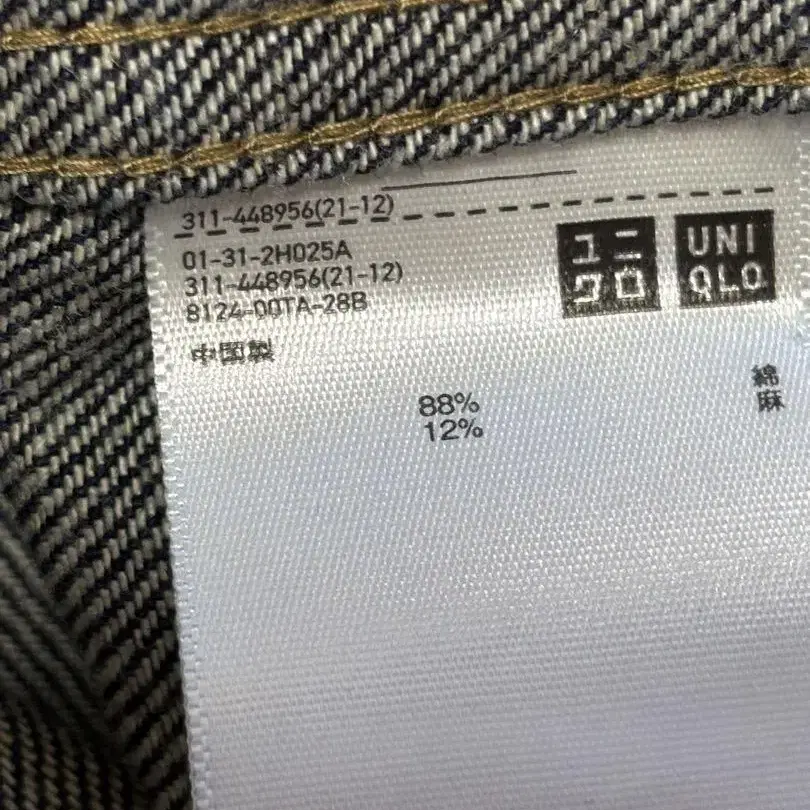 311-448956(21-12)
01-31-2H025A
311-448956(21-12)
8124-00TA-28B
中国製
ユニ
クロ
UNI
QLO
88%
12%
綿
麻